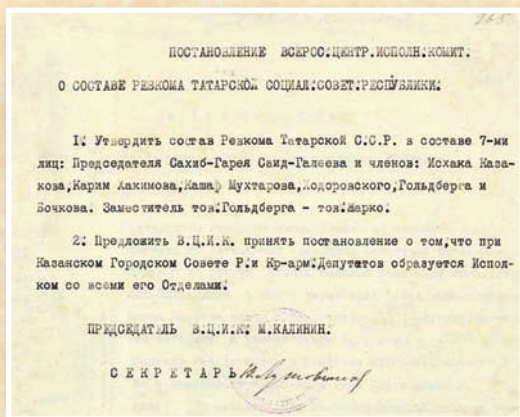 ПОСТАНОВЛЕНИЕ ВСЕРОС.ЦЕНТР.ИСПОЛН.КОМИТ.
О СОСТАВЕ РЕВКОМА ТАТАРСКОЙ СОЦИАЛ.СОВЕТ.РЕСПУБЛИКИ.
1. Утвердить состав Ревкома Татарской С.С.Р. в составе 7-ми
лиц: Председателя Сахиб-Гарея Саид-Галеева и членов: Исхака Каза-
кова,Карим Хакимова,Кашаф Мухтарова,Ходоровского,Гольдберга и
Бочкова. Заместитель тов.Гольдберга - тов.Жарко.
2. Предложить В.Ц.И.К. принять постановление о том,что при
Казанском Городском Совете Р.и Кр-арм.Депутатов образуется Испол-
ком со всеми его Отделами.
ПРЕДСЕДАТЕЛЬ В.Ц.И.К. М.КАЛИНИН.
СЕКРЕТАРЬ